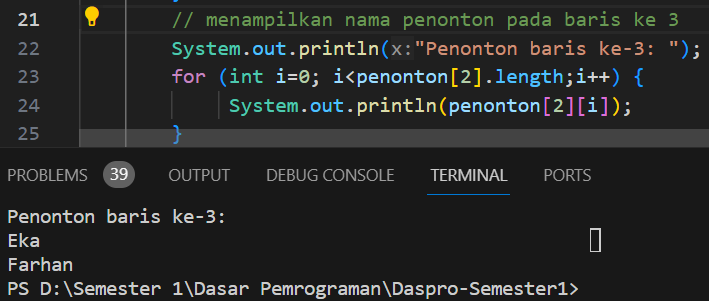 21 // menampilkan nama penonton pada baris ke 3
22 System.out.println(x:"Penonton baris ke-3: ");
23 for (int i=0; i<penonton[2].length;i++) {
24 System.out.println(penonton[2][i]);
25 }
PROBLEMS 39 OUTPUT DEBUG CONSOLE TERMINAL PORTS
Penonton baris ke-3:
Eka
Farhan
PS D:\Semester 1\Dasar Pemrograman\Daspro-Semester1>